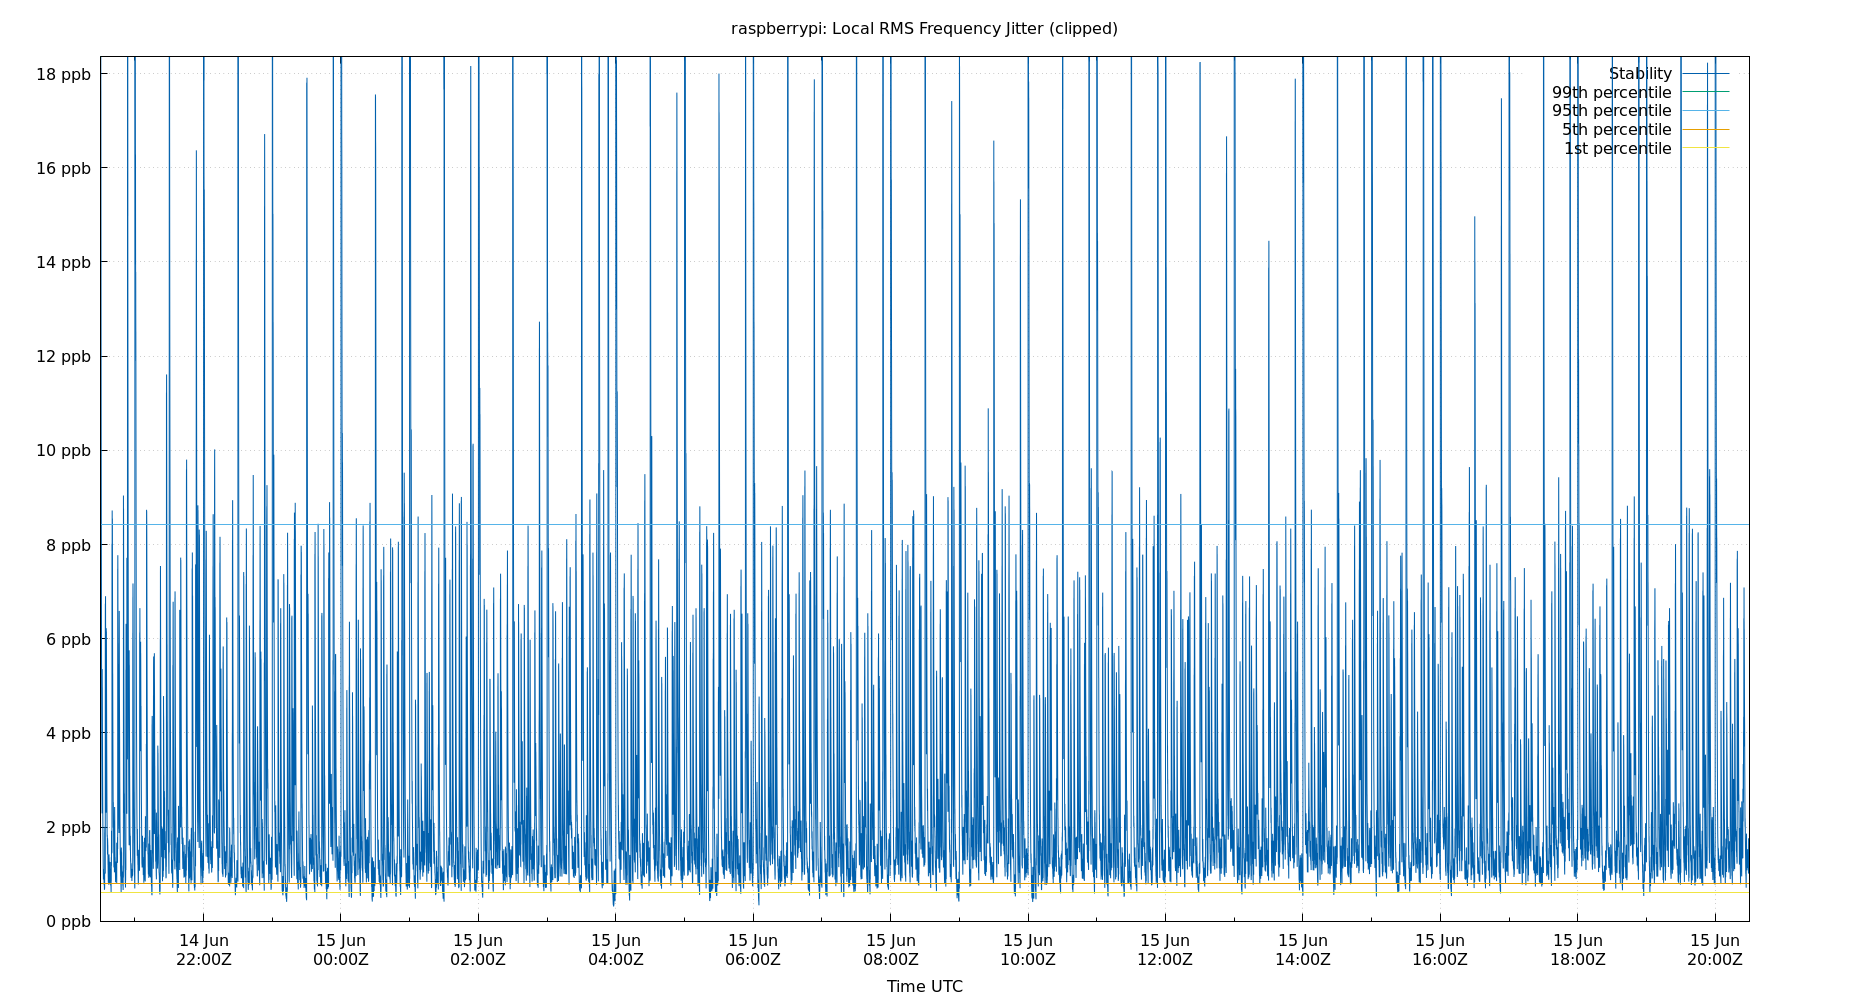 raspberrypi: Local RMS Frequency Jitter (clipped)
18 ppb
16 ppb
14 ppb
12 ppb
10 ppb
8 ppb
6 ppb
4 ppb
2 ppb
0 ppb
Stability
99th percentile
95th percentile
5th percentile
1st percentile
14 Jun 15 Jun 15 Jun 15 Jun 15 Jun 15 Jun 15 Jun 15 Jun 15 Jun 15 Jun 15 Jun 15 Jun
22:00Z 00:00Z 02:00Z 04:00Z 06:00Z 08:00Z 10:00Z 12:00Z 14:00Z 16:00Z 18:00Z 20:00Z
Time UTC